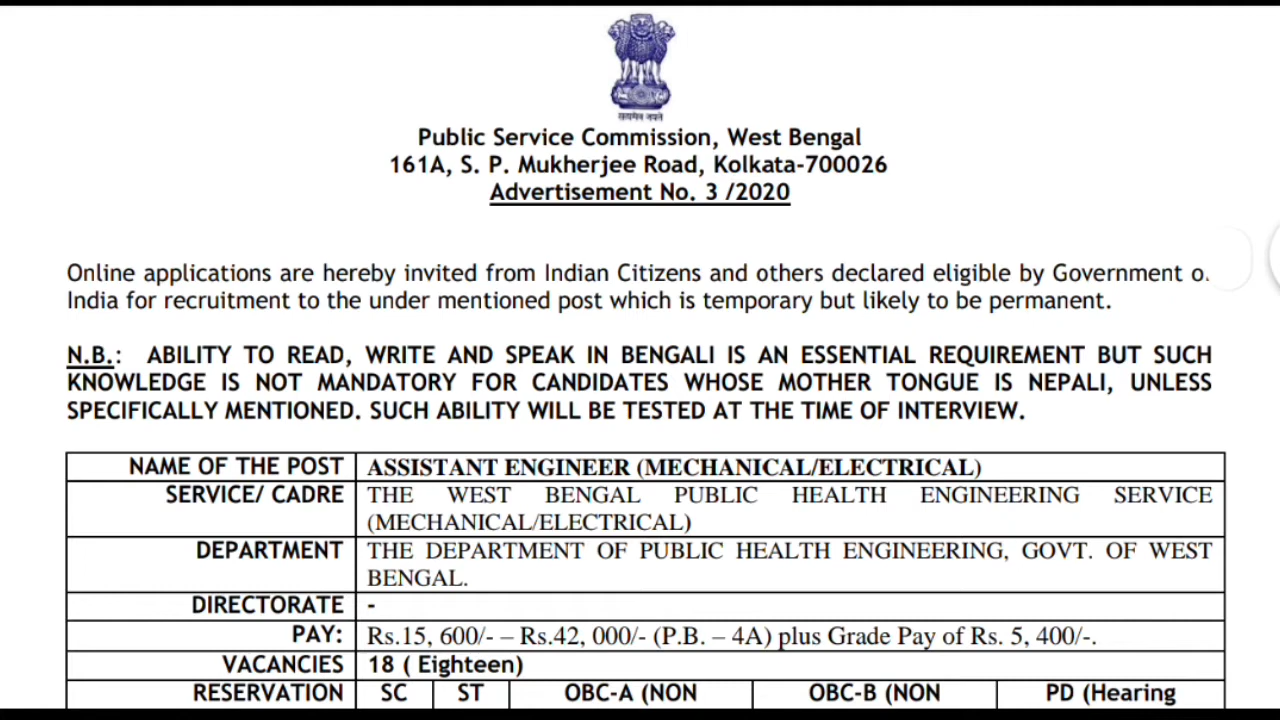 सत्यमेव जयते
Public Service Commission, West Bengal
161A, S. P. Mukherjee Road, Kolkata-700026
Advertisement No. 3 /2020
Online applications are hereby invited from Indian Citizens and others declared eligible by Government o
India for recruitment to the under mentioned post which is temporary but likely to be permanent.
N.B.: ABILITY TO READ, WRITE AND SPEAK IN BENGALI IS AN ESSENTIAL REQUIREMENT BUT SUCH
KNOWLEDGE IS NOT MANDATORY FOR CANDIDATES WHOSE MOTHER TONGUE IS NEPALI, UNLESS
SPECIFICALLY MENTIONED. SUCH ABILITY WILL BE TESTED AT THE TIME OF INTERVIEW.
NAME OF THE POST ASSISTANT ENGINEER (MECHANICAL/ELECTRICAL)
SERVICE/ CADRE THE WEST BENGAL PUBLIC HEALTH ENGINEERING SERVICE
(MECHANICAL/ELECTRICAL)
DEPARTMENT THE DEPARTMENT OF PUBLIC HEALTH ENGINEERING, GOVT. OF WEST
BENGAL.
DIRECTORATE -
PAY: Rs.15, 600/- – Rs.42, 000/- (P.B. – 4A) plus Grade Pay of Rs. 5, 400/-.
VACANCIES 18 ( Eighteen)
RESERVATION SC ST OBC-A (NON OBC-B (NON PD (Hearing